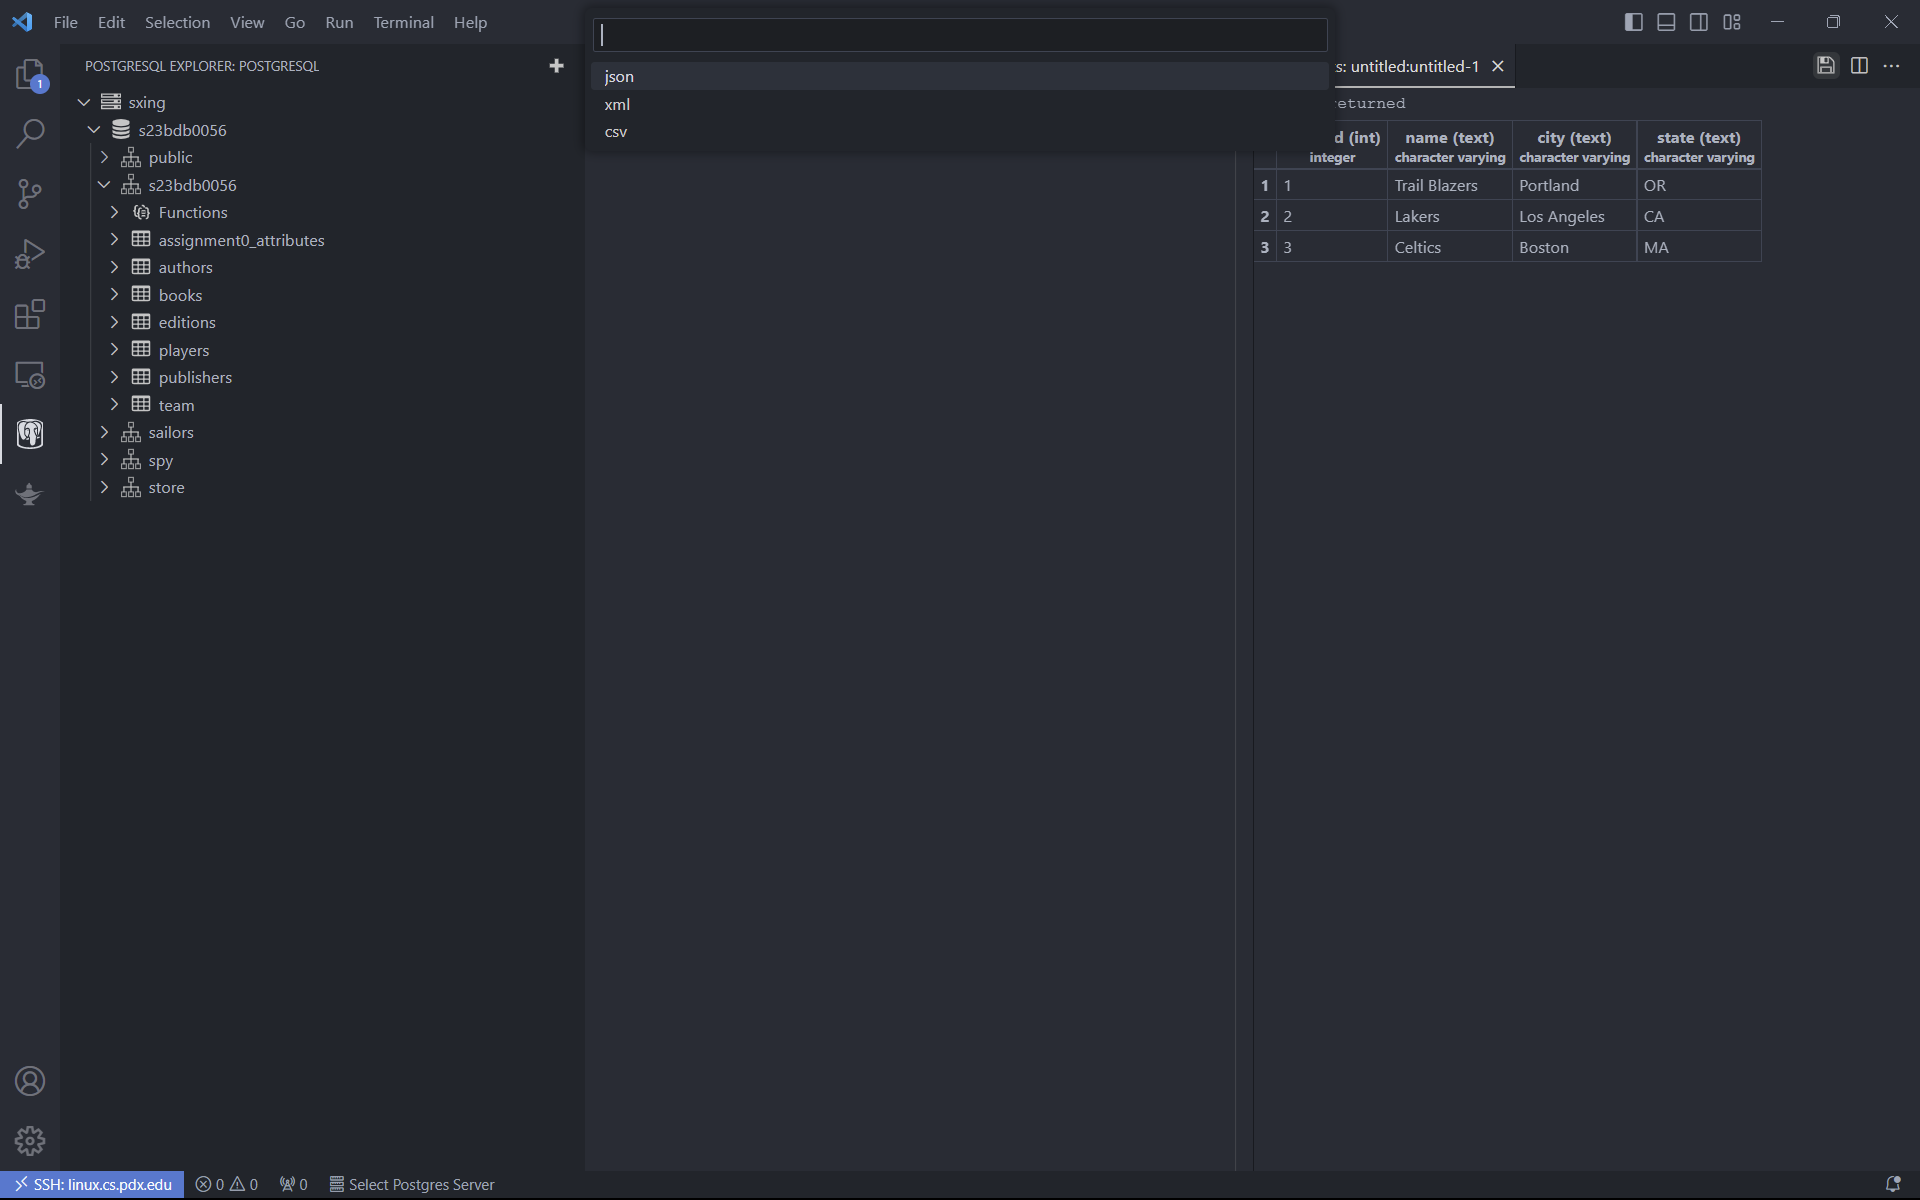 File Edit Selection View Go Run Terminal Help
json
xml
csv
1
POSTGRESQL EXPLORER: POSTGRESQL
sxing
s23bdb0056
public
s23bdb0056
Functions
assignment0_attributes
authors
books
editions
players
publishers
team
sailors
spy
store
s: untitled:untitled-1
returned
d (int) name (text) city (text) state (text)
integer character varying character varying character varying
1 1 Trail Blazers Portland OR
2 2 Lakers Los Angeles CA
3 3 Celtics Boston MA
SSH: linux.cs.pdx.edu 0 0 0 Select Postgres Server